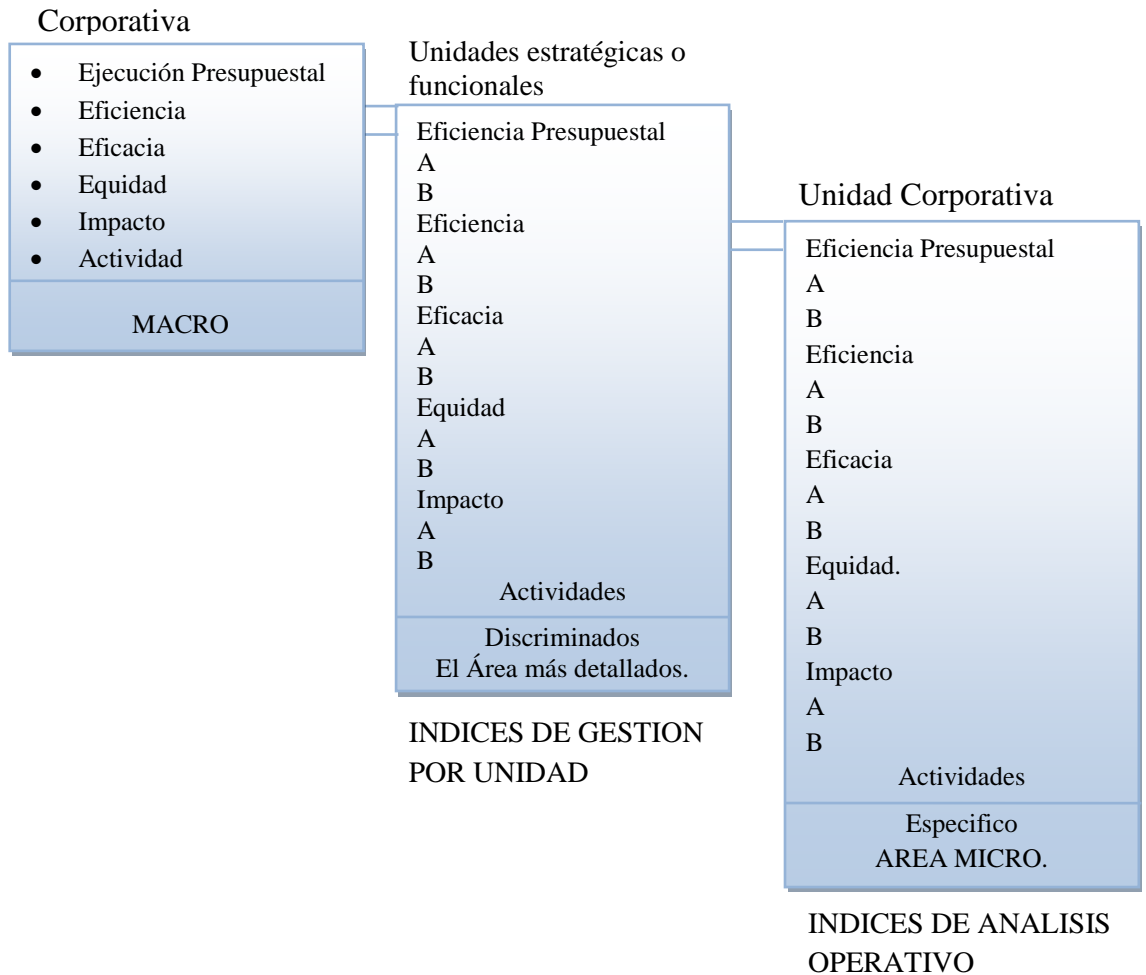 Corporativa
• Ejecución Presupuestal
• Eficiencia
• Eficacia
• Equidad
• Impacto
• Actividad
MACRO
Unidades estratégicas o
funcionales
Eficiencia Presupuestal
A
B
Eficiencia
A
B
Eficacia
A
B
Equidad
A
B
Impacto
A
B
Actividades
Discriminados
El Área más detallados.
INDICES DE GESTION
POR UNIDAD
Unidad Corporativa
Eficiencia Presupuestal
A
B
Eficiencia
A
B
Eficacia
A
B
Equidad.
A
B
Impacto
A
B
Actividades
Especifico
AREA MICRO.
INDICES DE ANALISIS
OPERATIVO